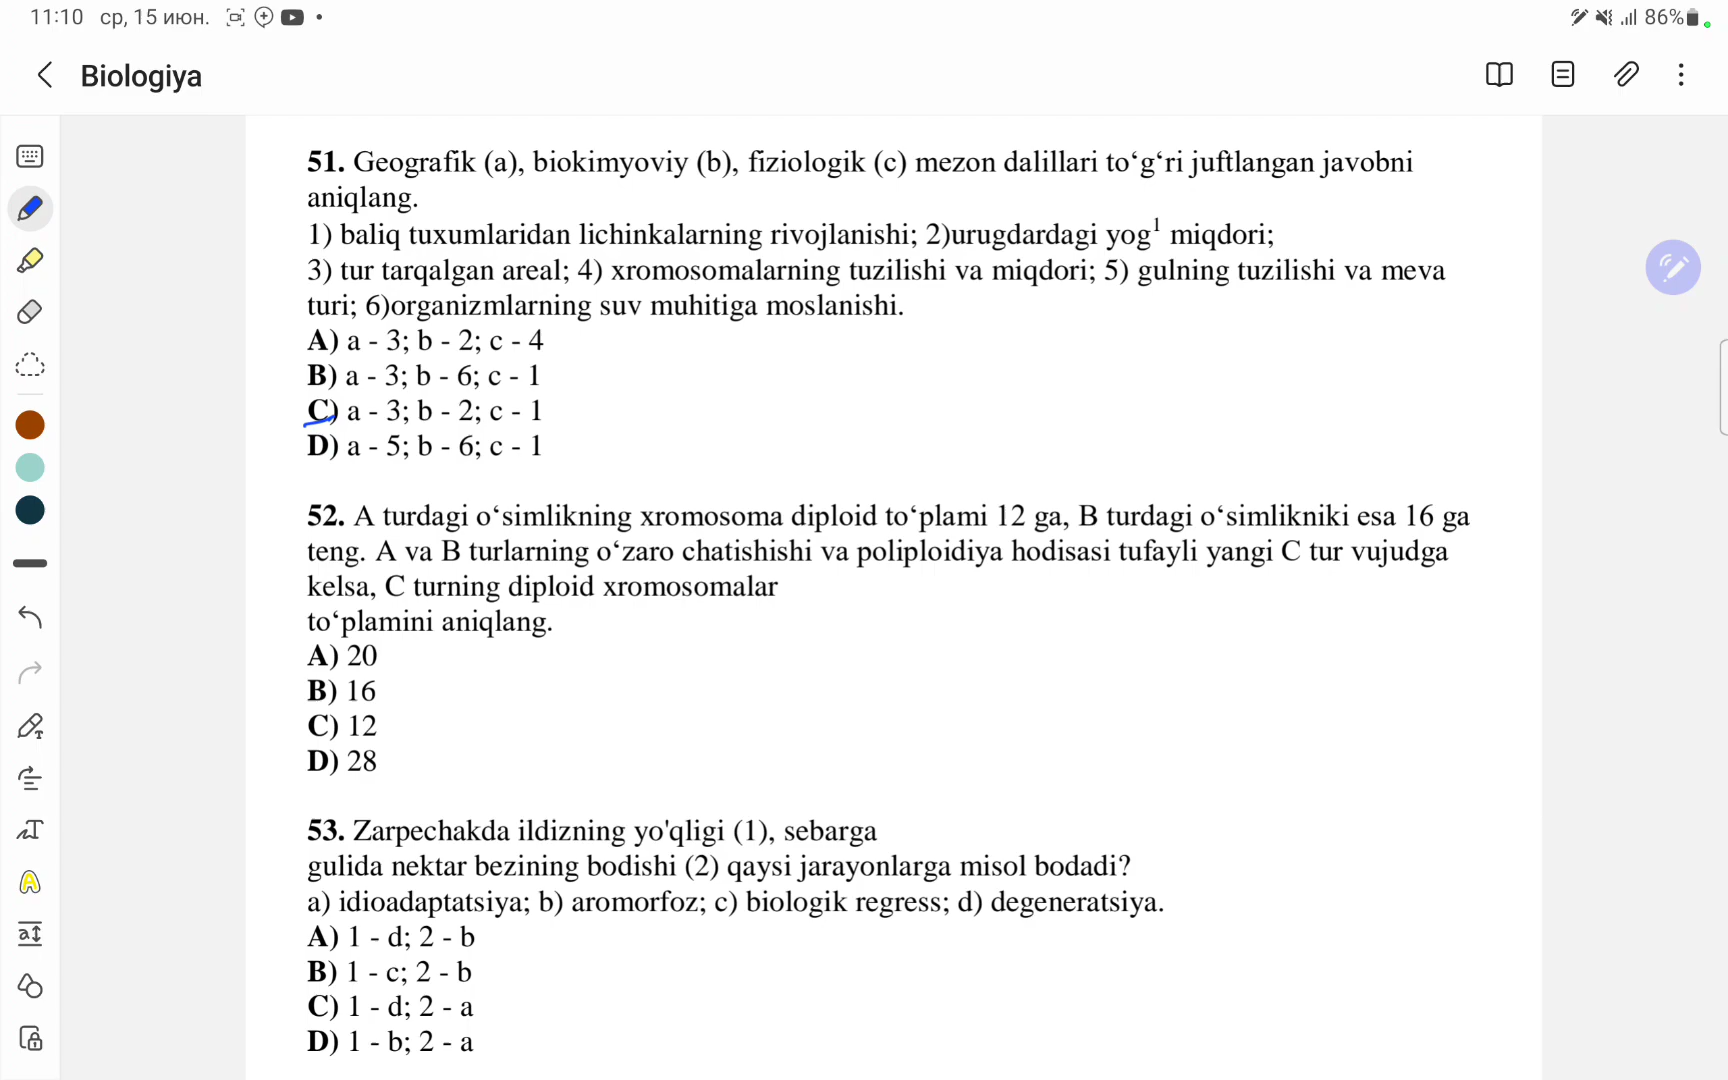 11:10 ср, 15 июн.
86%
Biologiya
51. Geografik (a), biokimyoviy (b), fiziologik (c) mezon dalillari to‘g‘ri juftlangan javobni
aniqlang.
1) baliq tuxumlaridan lichinkalarning rivojlanishi; 2)urugdardagi yog¹ miqdori;
3) tur tarqalgan areal; 4) xromosomalarning tuzilishi va miqdori; 5) gulning tuzilishi va meva
turi; 6)organizmlarning suv muhitiga moslanishi.
A) a - 3; b - 2; c - 4
B) a - 3; b - 6; c - 1
C) a - 3; b - 2; c - 1
D) a - 5; b - 6; c - 1
52. A turdagi o‘simlikning xromosoma diploid to‘plami 12 ga, B turdagi o‘simlikniki esa 16 ga
teng. A va B turlarning o‘zaro chatishishi va poliploidiya hodisasi tufayli yangi C tur vujudga
kelsa, C turning diploid xromosomalar
to‘plamini aniqlang.
A) 20
B) 16
C) 12
D) 28
53. Zarpechakda ildizning yo'qligi (1), sebarga
gulida nektar bezining bodishi (2) qaysi jarayonlarga misol bodadi?
a) idioadaptatsiya; b) aromorfoz; c) biologik regress; d) degeneratsiya.
A) 1 - d; 2 - b
B) 1 - c; 2 - b
C) 1 - d; 2 - a
D) 1 - b; 2 - a